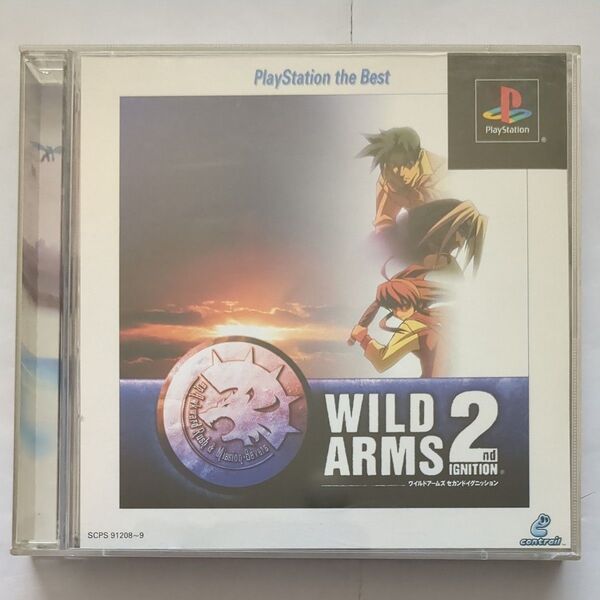 PlayStation the Best
PlayStation
®
WILD
ARMS 2nd
IGNITION®
ワイルドアームズ セカンドイグニッション
SCPS 91208~9
contrail